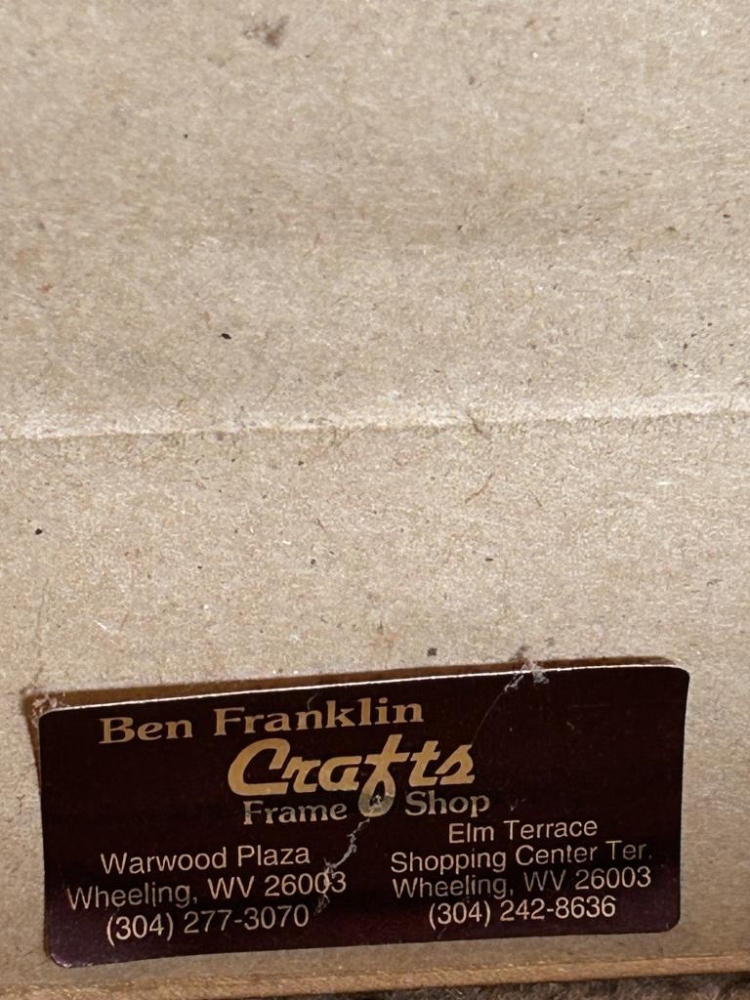 Ben Franklin
Crafts
Frame Shop
Warwood Plaza
Wheeling, WV 26003
(304) 277-3070
Elm Terrace
Shopping Center Ter.
Wheeling, WV 26003
(304) 242-8636